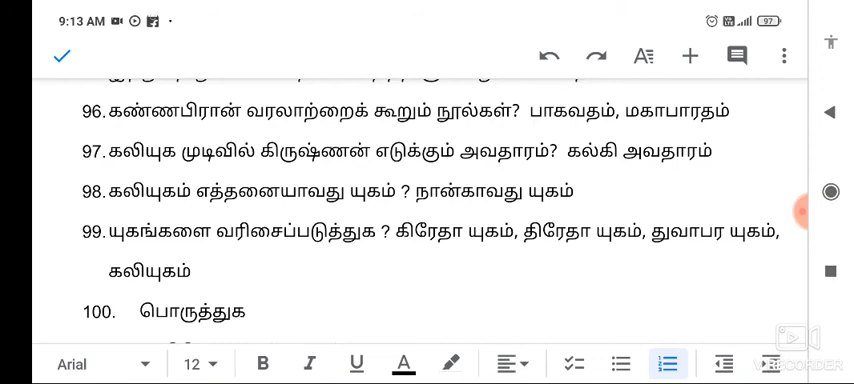 9:13 AM
97
96. கண்ணபிரான் வரலாற்றைக் கூறும் நூல்கள்? பாகவதம், மகாபாரதம்
97. கலியுக முடிவில் கிருஷ்ணன் எடுக்கும் அவதாரம்? கல்கி அவதாரம்
98. கலியுகம் எத்தனையாவது யுகம் ? நான்காவது யுகம்
99. யுகங்களை வரிசைப்படுத்துக ? கிரேதா யுகம், திரேதா யுகம், துவாபர யுகம்,
கலியுகம்
100. பொருத்துக
Arial 12 B I U A